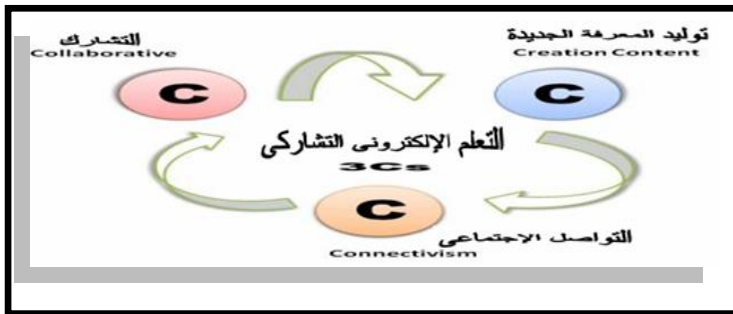 توليد المعرفة الجديدة
Creation Content
C
التشارك
Collaborative
C
التعلم الإلكترونى التشاركى
3Cs
C
التواصل الاجتماعى
Connectivism